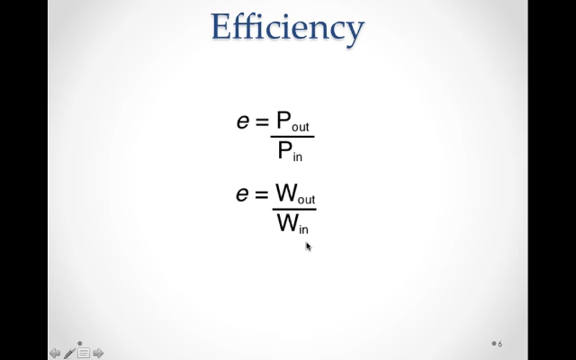 Efficiency
e = Pout
Pin
e = Wout
Win
6